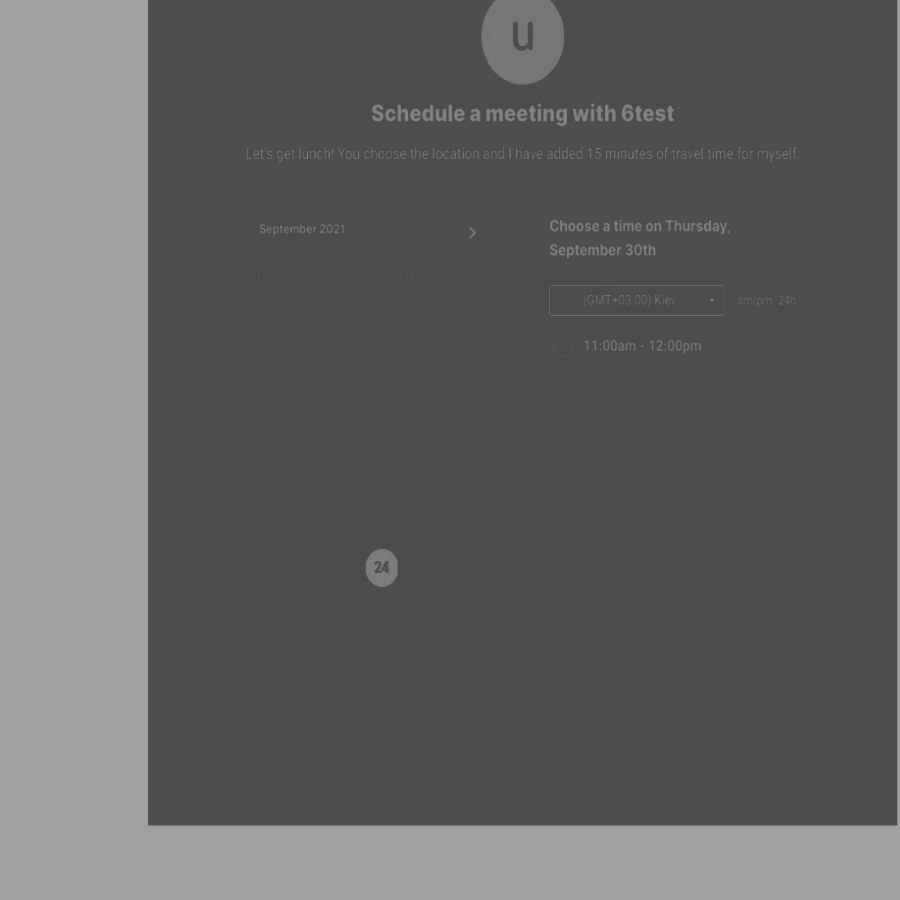 u
Schedule a meeting with 6test
Let's get lunch! You choose the location and I have added 15 minutes of travel time for myself.
September 2021
24
Choose a time on Thursday,
September 30th
(GMT+03:00) Kiev
am/pm 24h
11:00am - 12:00pm